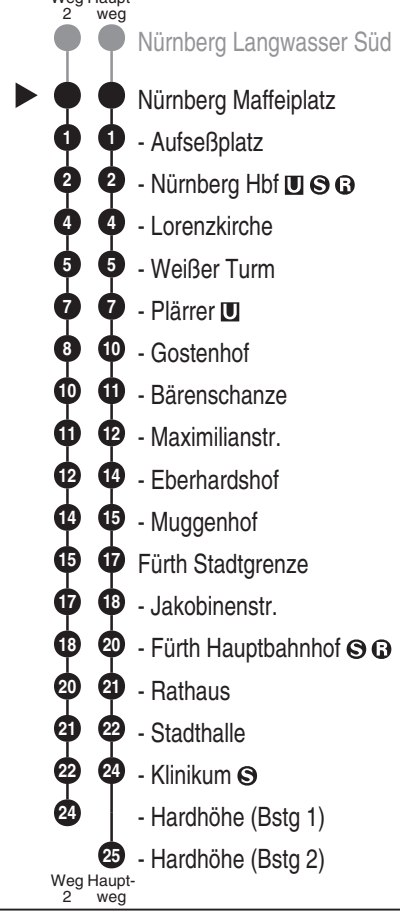 Weg Haupt-
2 weg
Nürnberg Langwasser Süd
Nürnberg Maffeiplatz
1 1 - Aufseßplatz
2 2 - Nürnberg Hbf U S R
4 4 - Lorenzkirche
5 5 - Weißer Turm
7 7 - Plärrer U
8 10 - Gostenhof
10 11 - Bärenschanze
11 12 - Maximilianstr.
12 14 - Eberhardshof
14 15 - Muggenhof
15 17 Fürth Stadtgrenze
17 18 - Jakobinenstr.
18 20 - Fürth Hauptbahnhof S R
20 21 - Rathaus
21 22 - Stadthalle
22 24 - Klinikum S
24 - Hardhöhe (Bstg 1)
25 - Hardhöhe (Bstg 2)
Weg Haupt-
2 weg